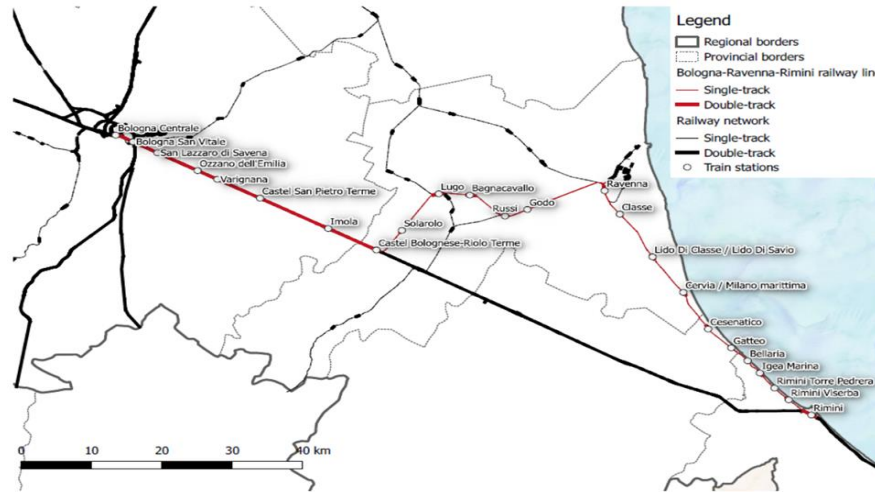 Legend
Regional borders
Provincial borders
Bologna-Ravenna-Rimini railway lin
Single-track
Double-track
Railway network
Single-track
Double-track
Train stations
Bologna Centrale
Bologna San Vitale
San Lazzaro di Savena
Ozzano dell'Emilia
Varignana
Castel San Pietro Terme
Imola
Castel Bolognese-Riolo Terme
Solarolo
Lugo
Bagnacavallo
Russi
Godo
Ravenna
Classe
Lido Di Classe / Lido Di Savio
Cervia / Milano marittima
Cesenatico
Gatteo
Bellaria
Igea Marina
Rimini Torre Pedrera
Rimini Viserba
Rimini
0 10 20 30 40 km